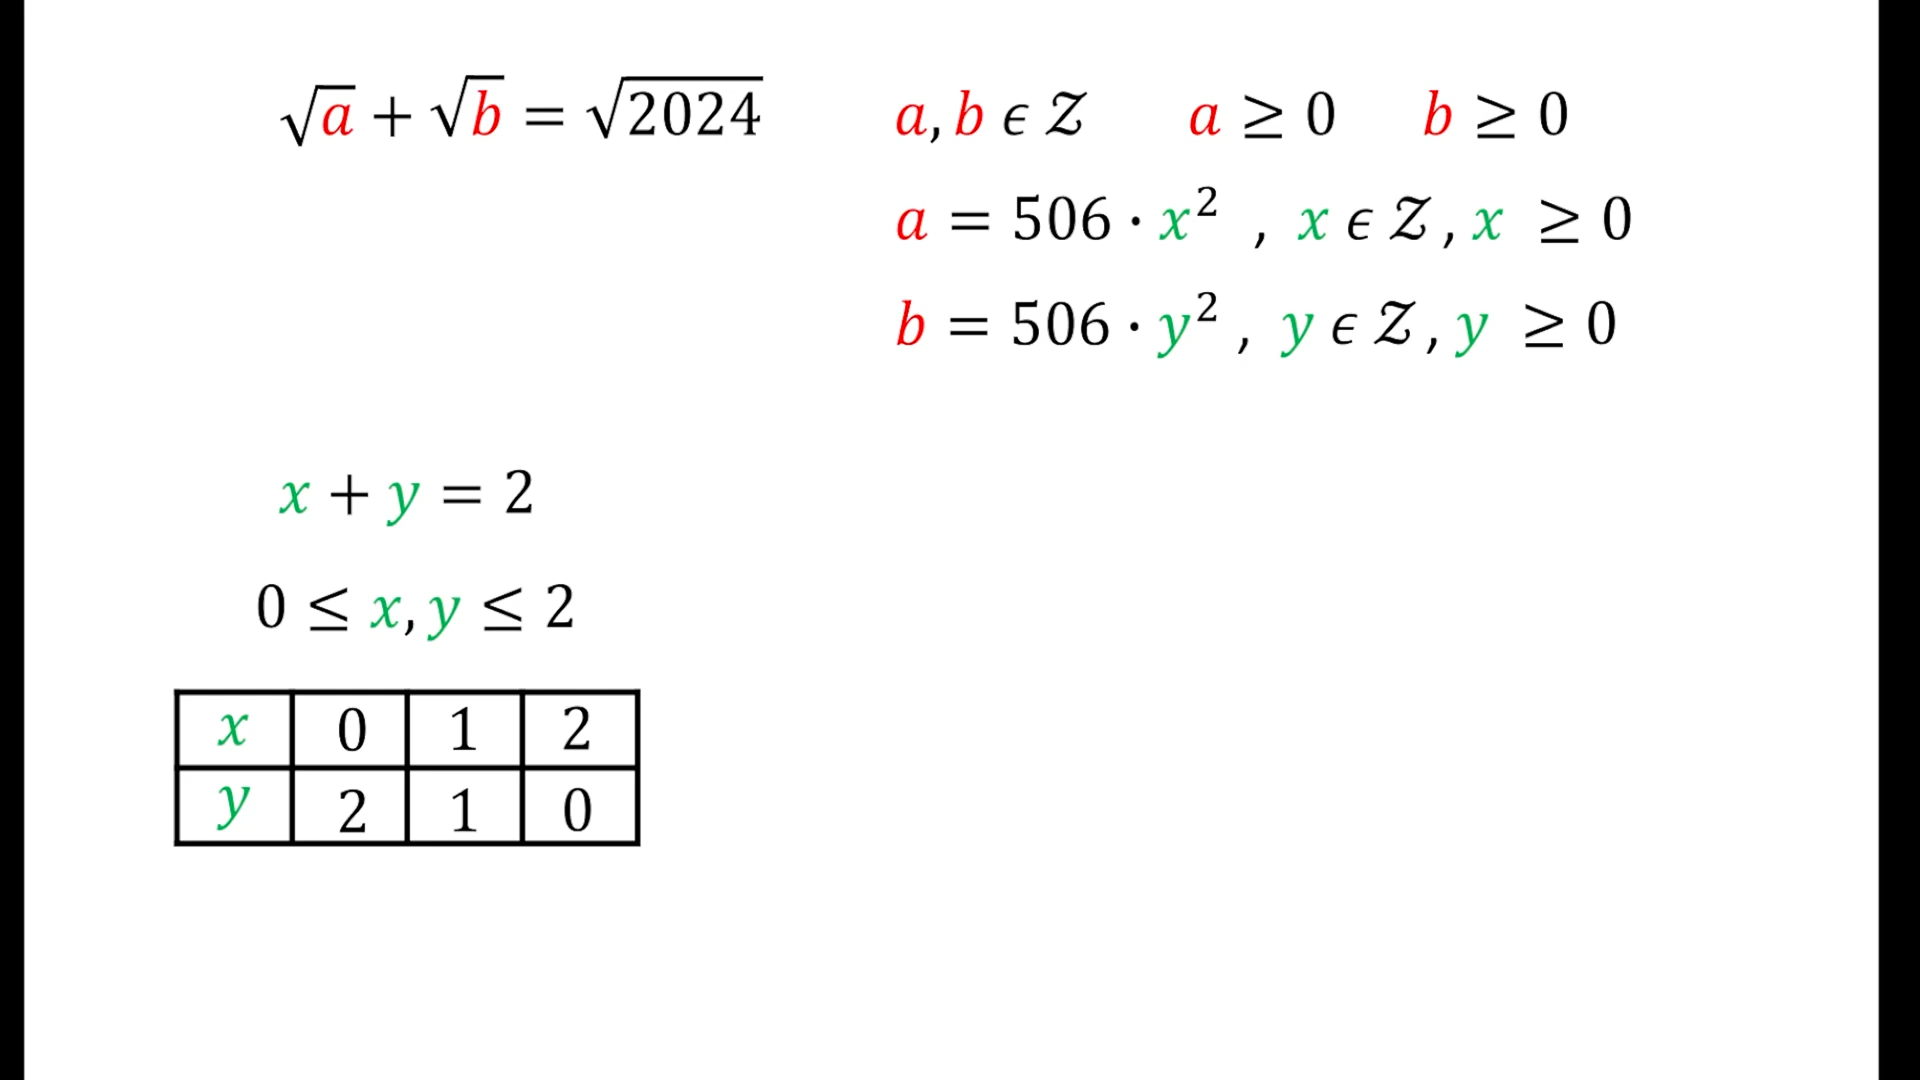 √a + √b = √2024
a, b ϵ Z a ≥ 0 b ≥ 0
a = 506 · x² , x ϵ Z , x ≥ 0
b = 506 · y² , y ϵ Z , y ≥ 0
x + y = 2
0 ≤ x, y ≤ 2
x 0 1 2
y 2 1 0